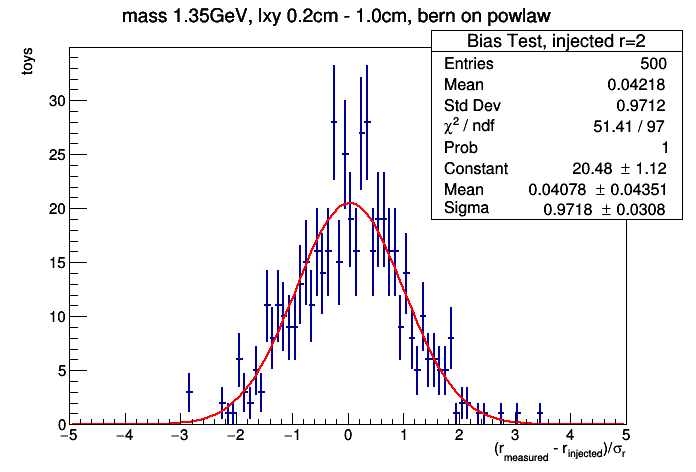 mass 1.35GeV, lxy 0.2cm - 1.0cm, bern on powlaw
Bias Test, injected r=2
Entries 500
Mean 0.04218
Std Dev 0.9712
χ² / ndf 51.41 / 97
Prob 1
Constant 20.48 ± 1.12
Mean 0.04078 ± 0.04351
Sigma 0.9718 ± 0.0308
toys
30
25
20
15
10
5
0
−5 −4 −3 −2 −1 0 1 2 3 4 5
(r_measured - r_injected)/σ_r